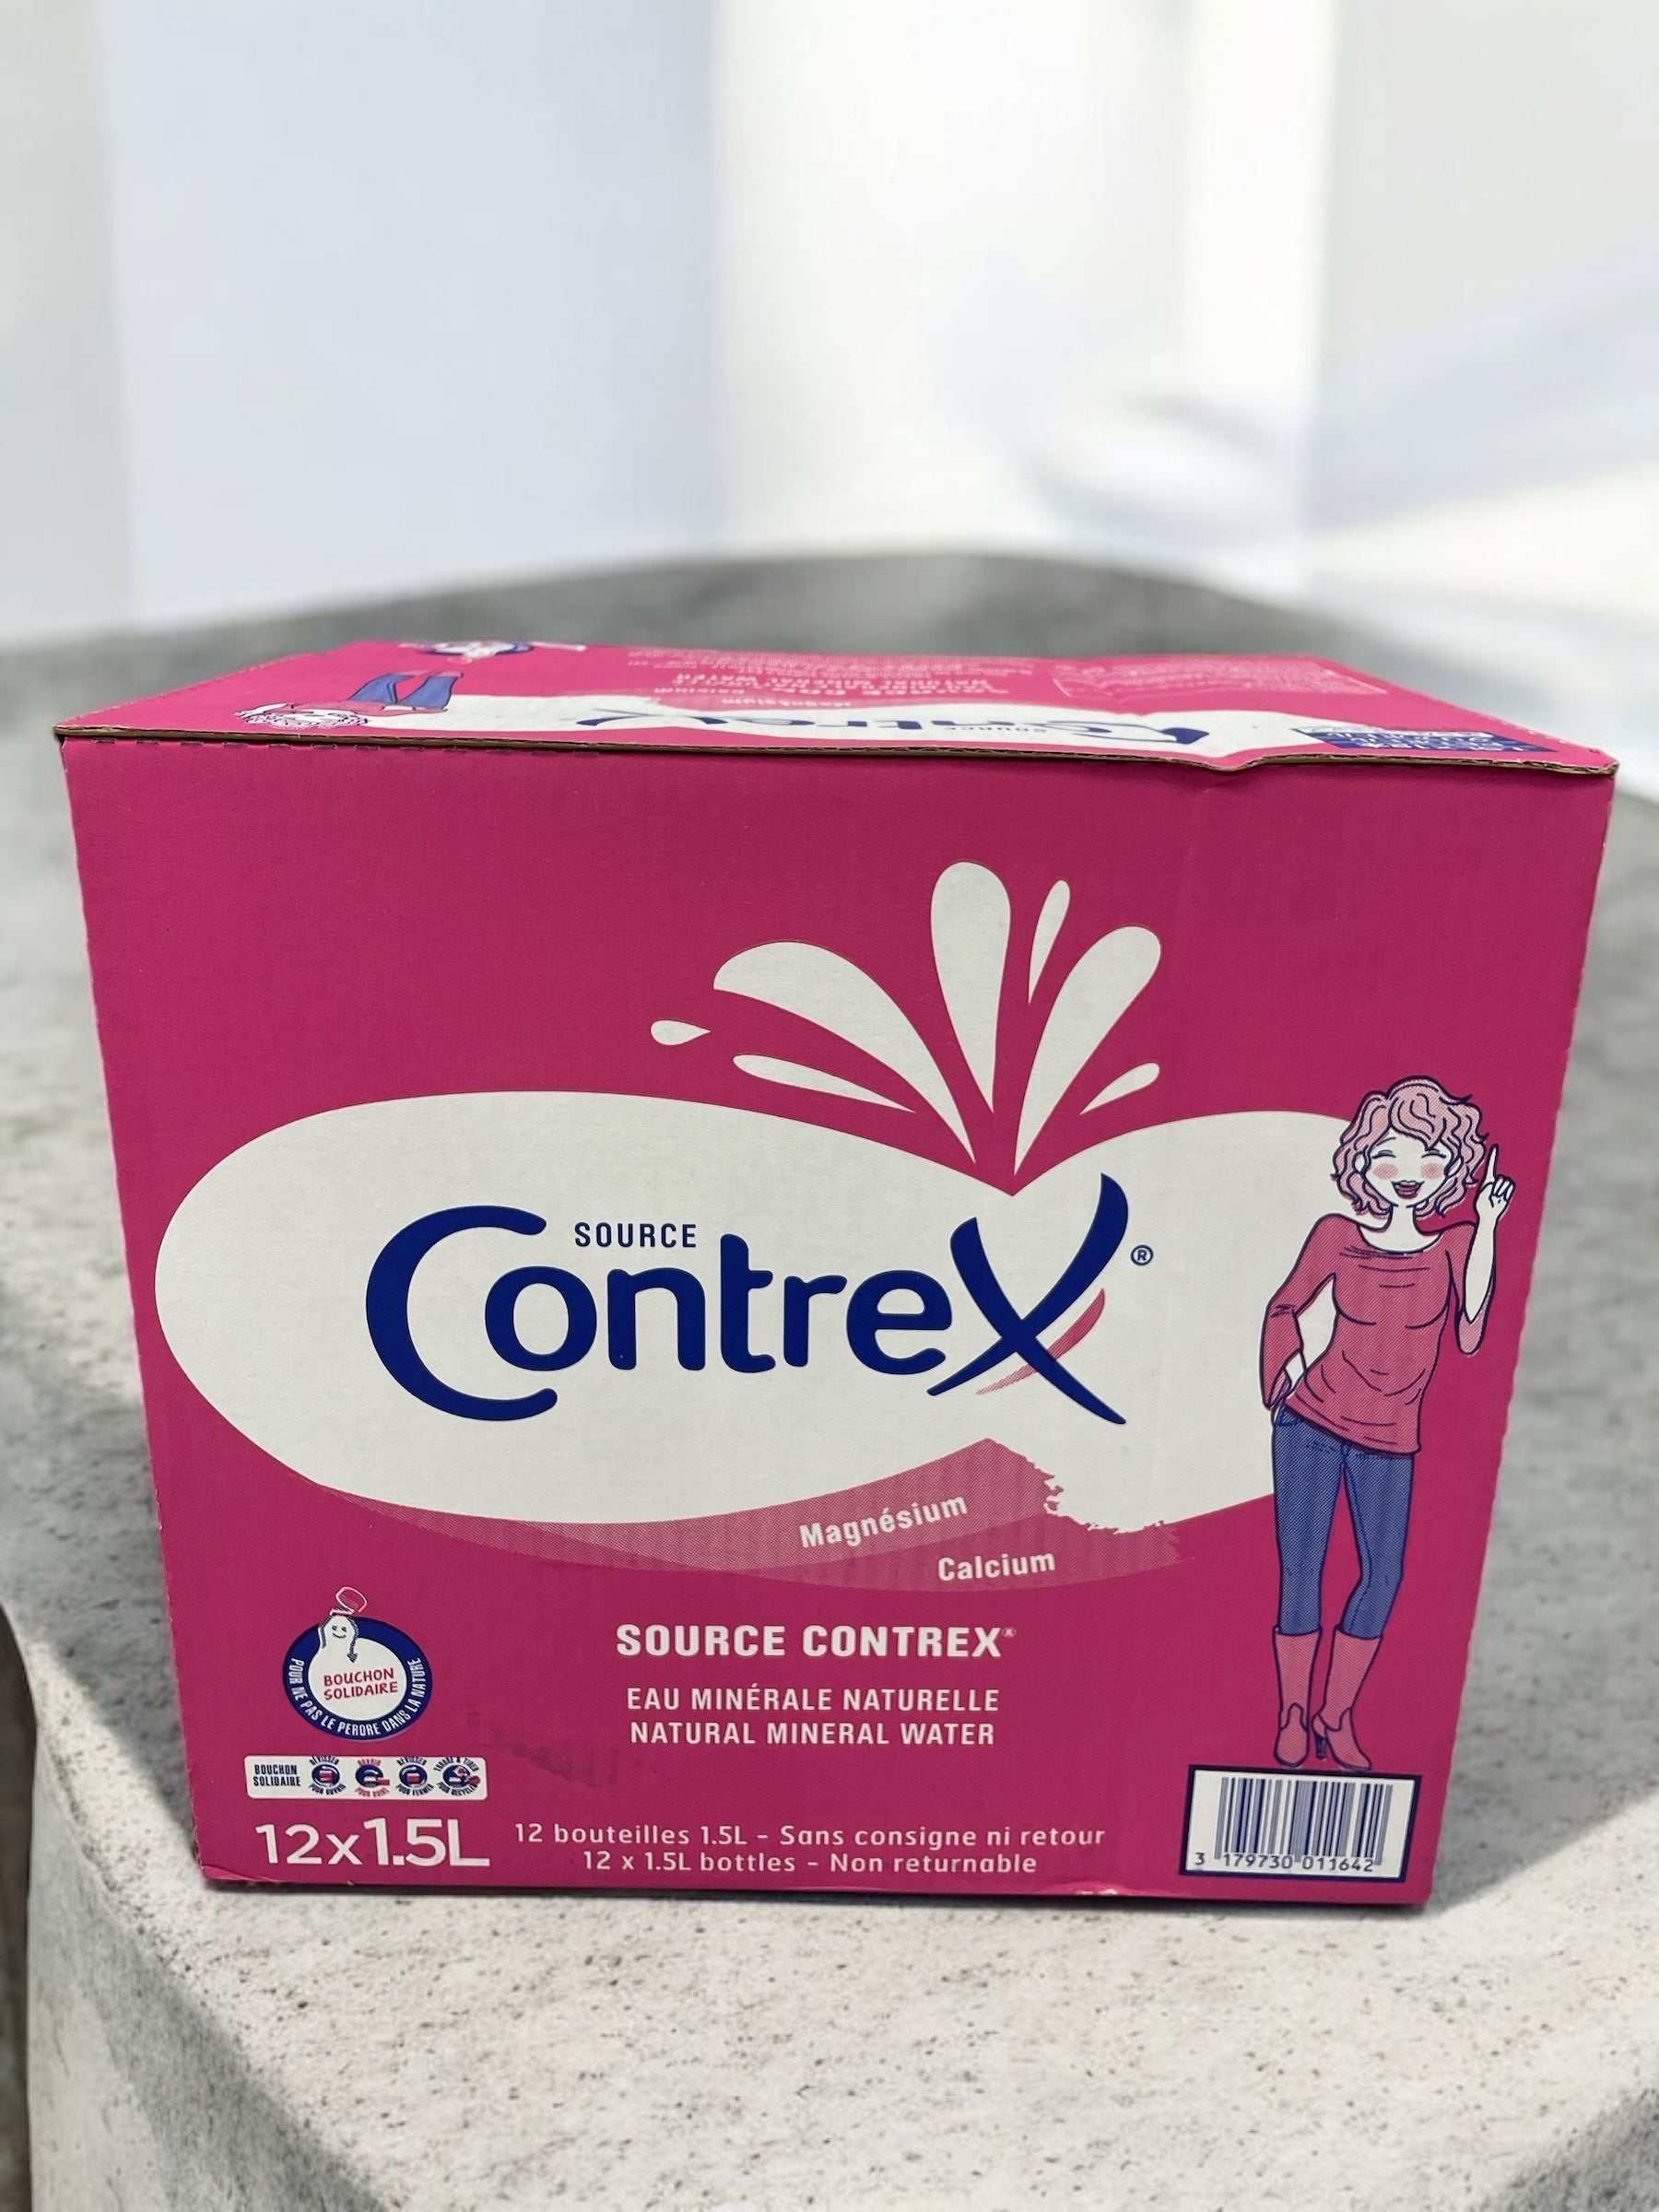 SOURCE
Contrex®
Magnésium
Calcium
SOURCE CONTREX®
EAU MINÉRALE NATURELLE
NATURAL MINERAL WATER
BOUCHON
SOLIDAIRE
POUR NE PAS LE PERDRE DANS LA NATURE
BOUCHON
SOLIDAIRE
12x1.5L
12 bouteilles 1.5L - Sans consigne ni retour
12 x 1.5L bottles - Non returnable
3 179730 011642